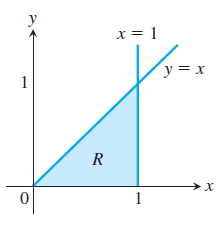 y
x = 1
y = x
1
R
x
0
1